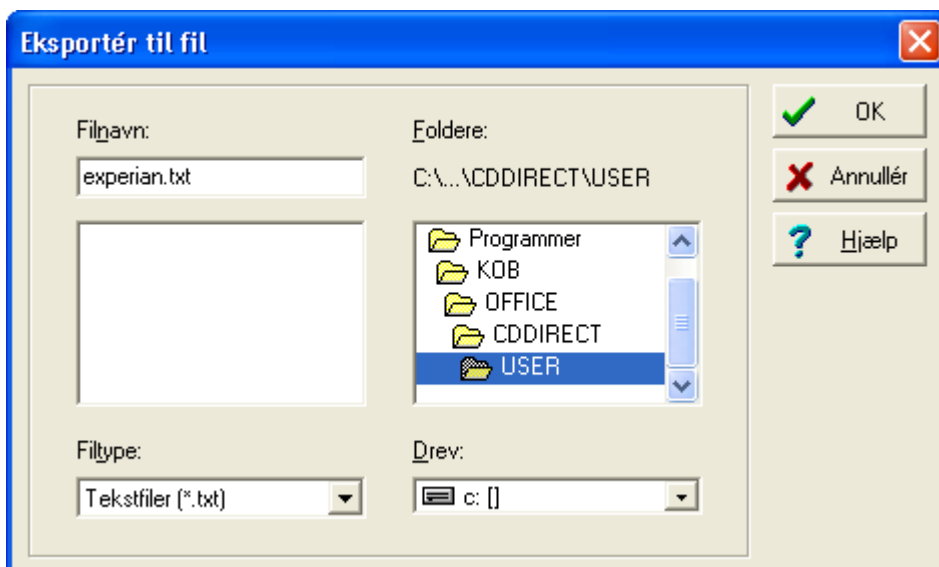 Eksportér til fil
Filnavn:
experian.txt
Foldere:
C:\...\CDDIRECT\USER
Programmer
KOB
OFFICE
CDDIRECT
USER
Filtype:
Tekstfiler (*.txt)
Drev:
c: []
OK
Annullér
Hjælp